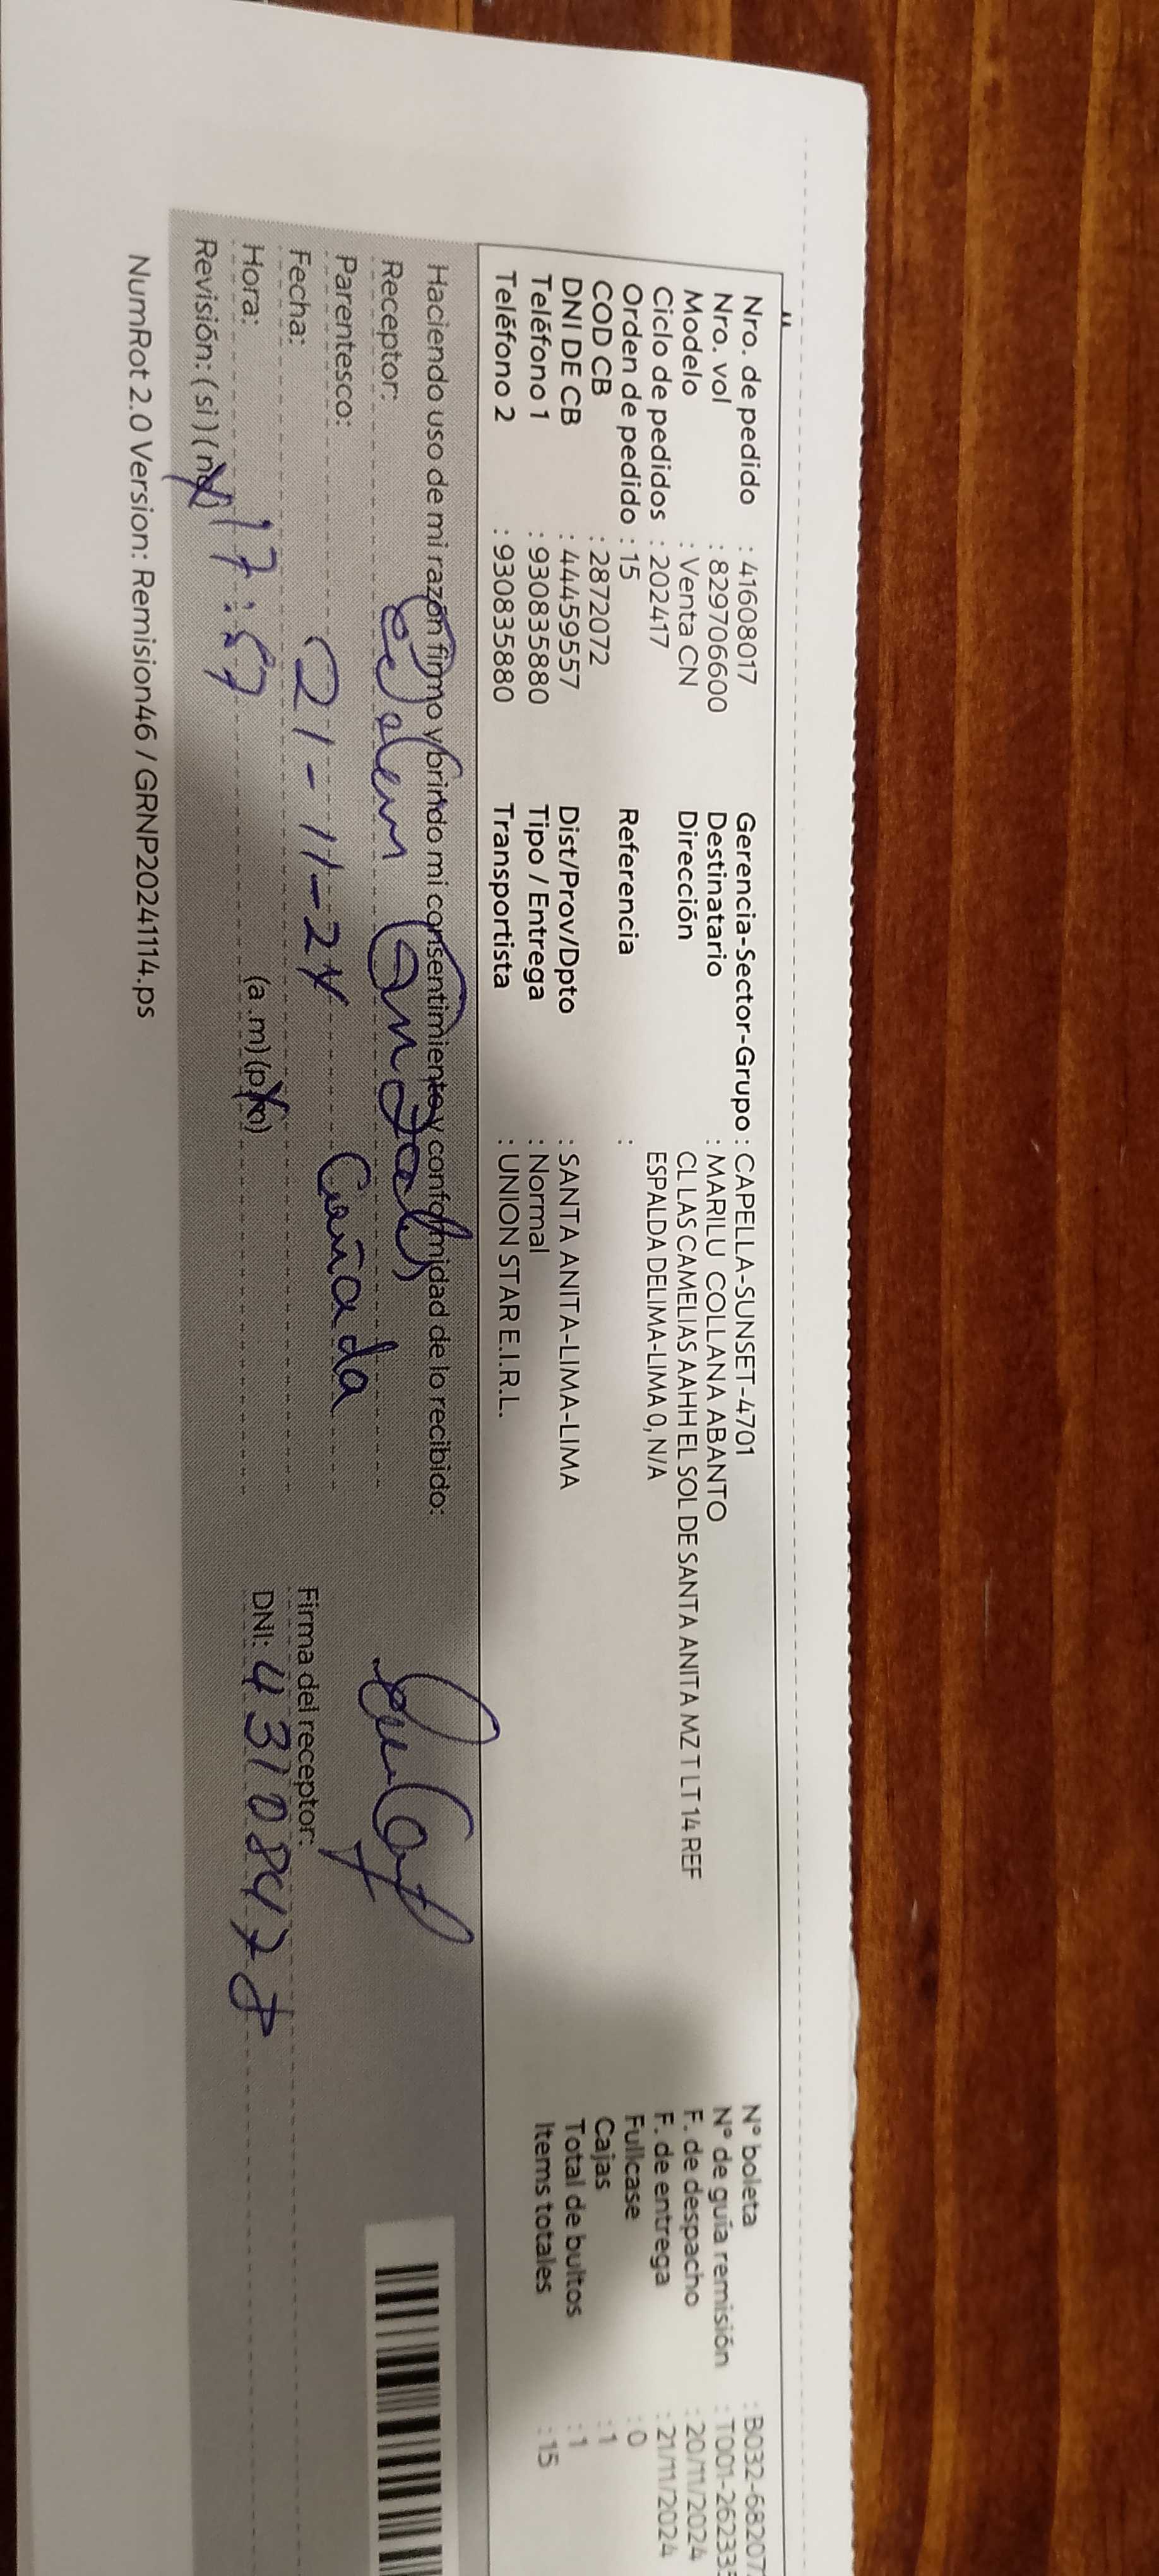 Nro. de pedido : 41608017 Gerencia-Sector-Grupo : CAPELLA-SUNSET-4701 N° boleta : B032-68207
Nro. vol : 829706600 Destinatario : MARILU COLLANA ABANTO N° de guía remisión : T001-26233
Modelo : Venta CN Dirección CL LAS CAMELIAS AAHH EL SOL DE SANTA ANITA MZ T LT 14 REF F. de despacho : 20/11/2024
Ciclo de pedidos : 202417 ESPALDA DELIMA-LIMA 0, N/A F. de entrega : 21/11/2024
Orden de pedido : 15 Referencia : Fullcase : 0
COD CB : 2872072 Cajas : 1
DNI DE CB : 44459557 Dist/Prov/Dpto : SANTA ANITA-LIMA-LIMA Total de bultos : 1
Teléfono 1 : 930835880 Tipo / Entrega : Normal Items totales : 15
Teléfono 2 : 930835880 Transportista : UNION STAR E.I.R.L.
Haciendo uso de mi razón firmo y brindo mi consentimiento y conformidad de lo recibido:
Receptor:
Parentesco: Cuñada
Fecha: 21-11-24 Firma del receptor:
Hora: 17: (a.m) (pm) DNI: 43108478
Revisión: (si) (no)
NumRot 2.0 Version: Remision46 / GRNP20241114.ps